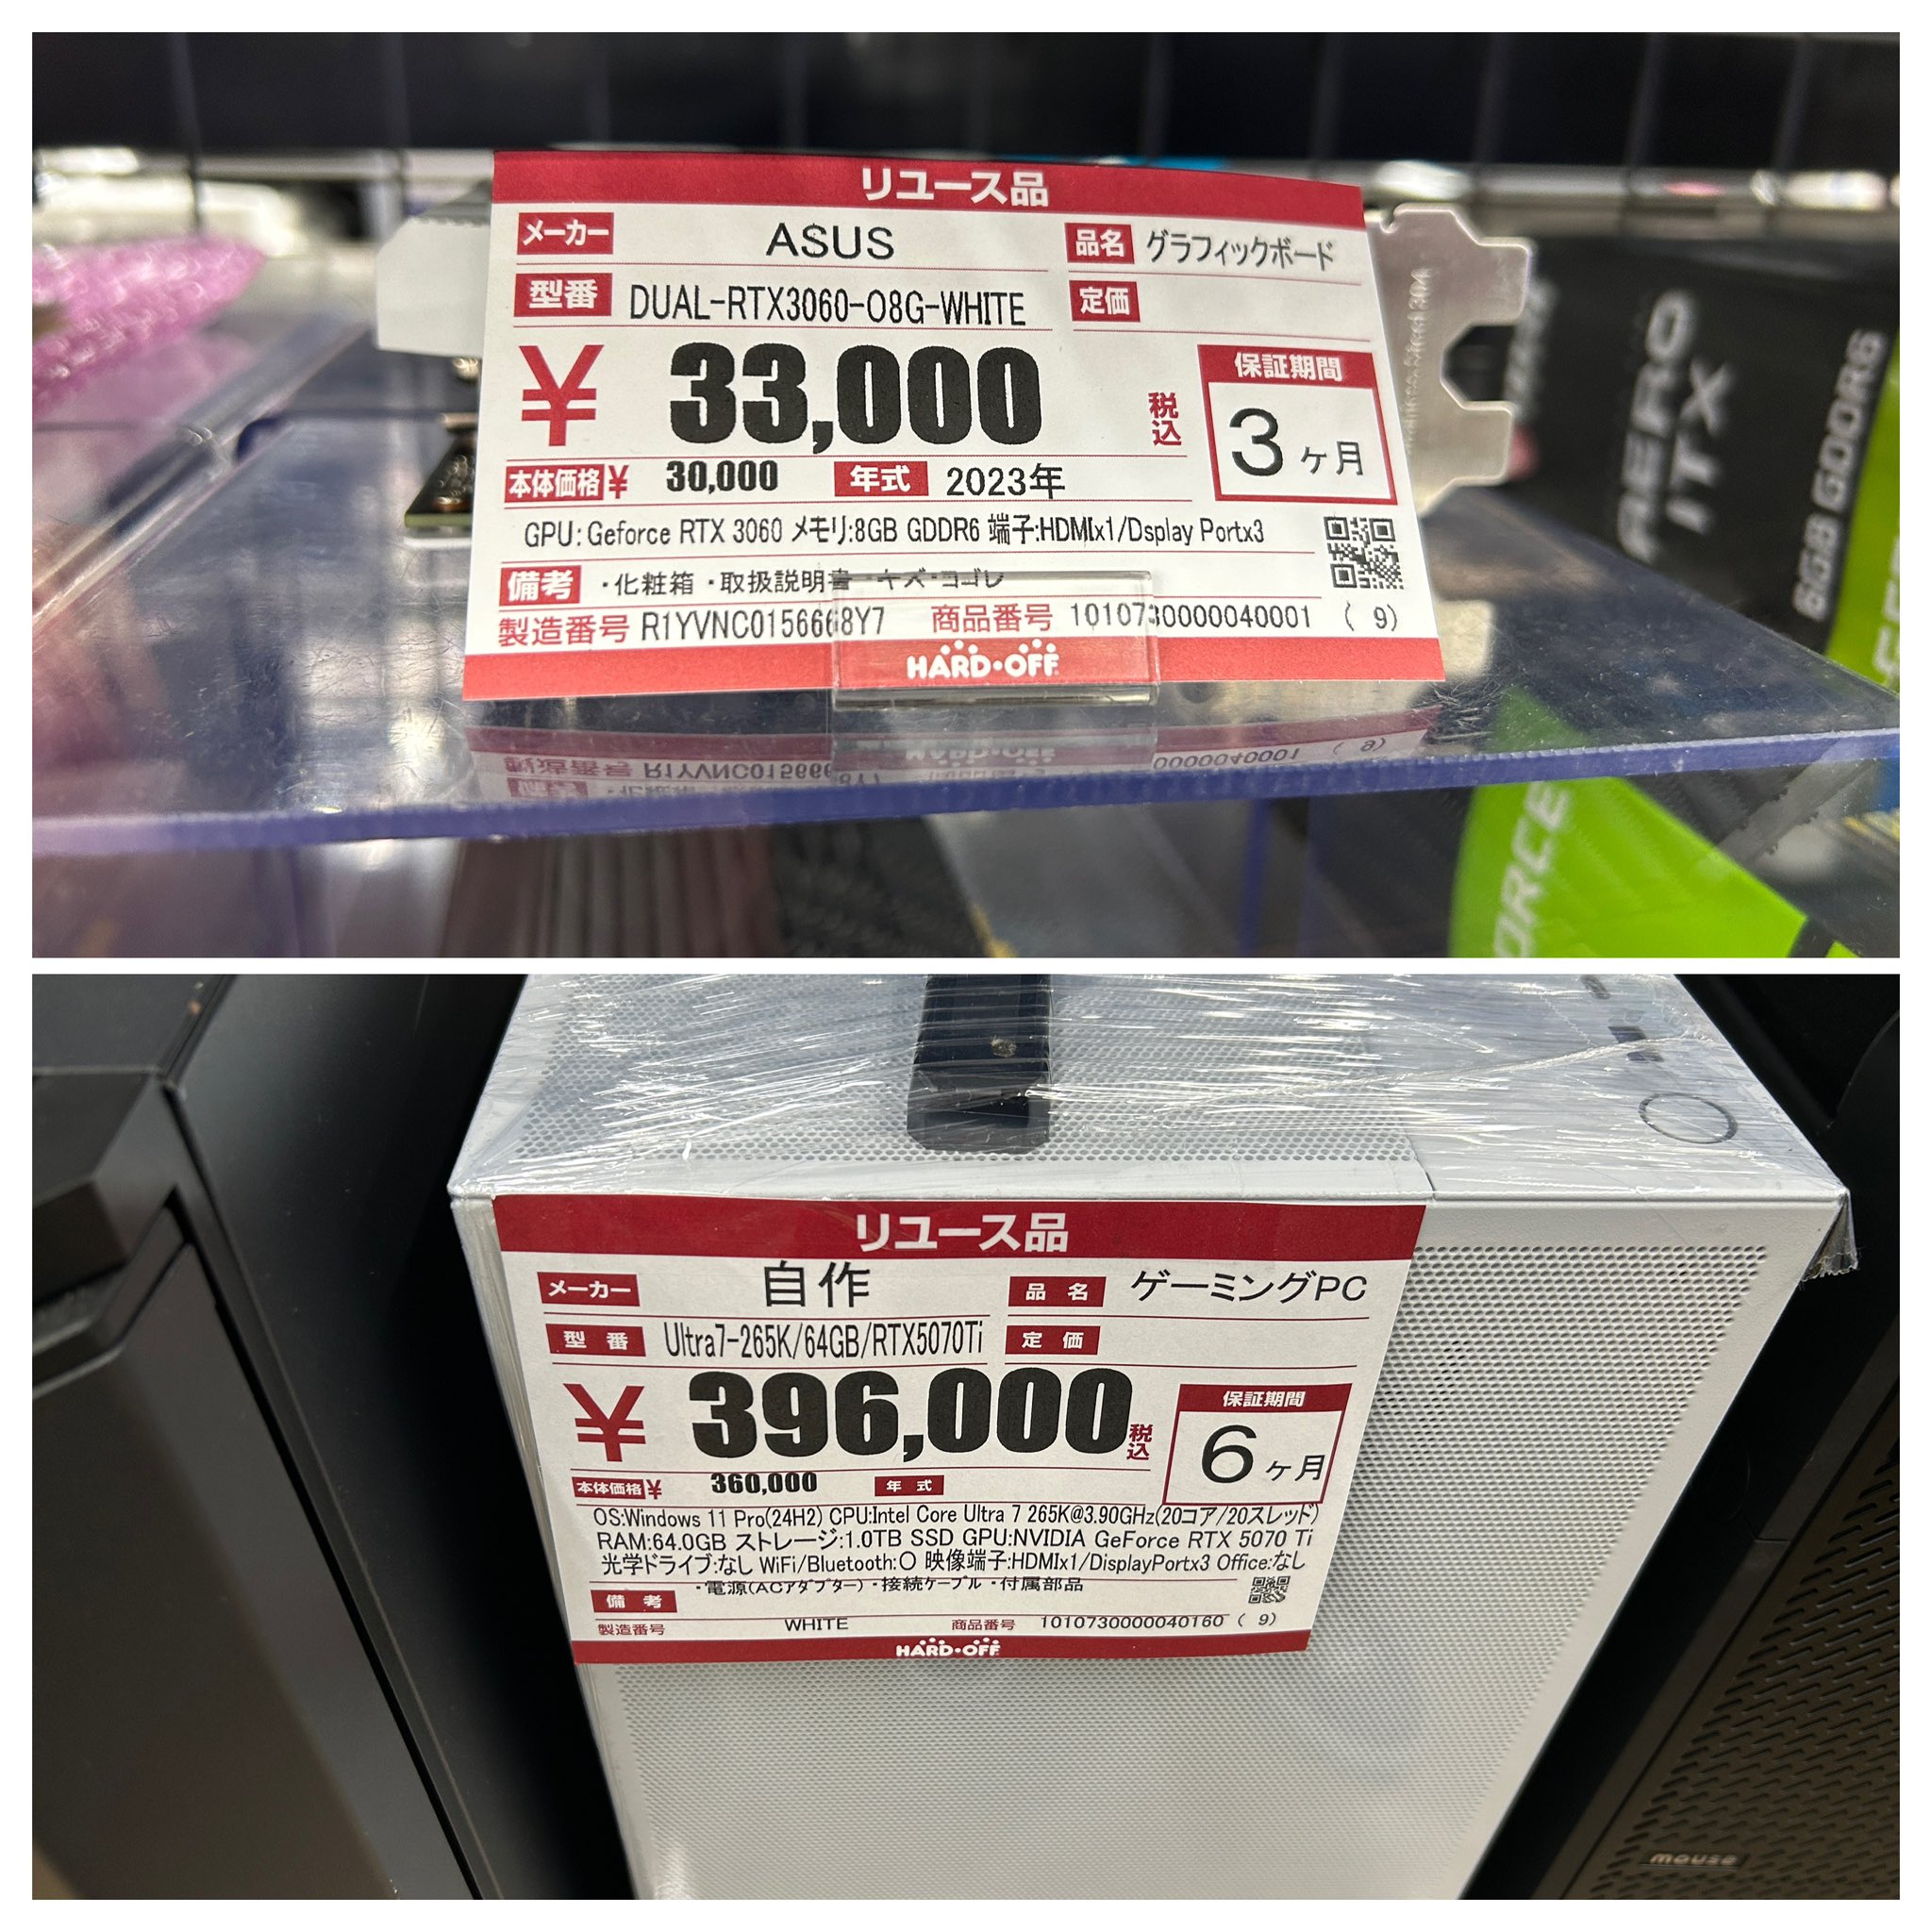 リユース品
メーカー ASUS 品名 グラフィックボード
型番 DUAL-RTX3060-O8G-WHITE 定価
¥ 33,000 税込 保証期間 3ヶ月
本体価格¥ 30,000 年式 2023年
GPU: Geforce RTX 3060 メモリ:8GB GDDR6 端子:HDMIx1/Dsplay Portx3
備考 ・化粧箱 ・取扱説明書 ・キズ・ヨゴレ
製造番号 R1YVNC0156668Y7 商品番号 1010730000040001 ( 9)
HARD・OFF
AERO
ITX
6GB GDDR6
ORCE
リユース品
メーカー 自作 品名 ゲーミングPC
型番 Ultra7-265K/64GB/RTX5070Ti 定価
¥ 396,000 税込 保証期間 6ヶ月
本体価格¥ 360,000 年式
OS:Windows 11 Pro(24H2) CPU:Intel Core Ultra 7 265K@3.90GHz(20コア/20スレッド)
RAM:64.0GB ストレージ:1.0TB SSD GPU:NVIDIA GeForce RTX 5070 Ti
光学ドライブ:なし WiFi/Bluetooth:〇 映像端子:HDMIx1/DisplayPortx3 Office:なし
備考 ・電源(ACアダプター) ・接続ケーブル ・付属部品
製造番号 WHITE 商品番号 1010730000040160 ( 9)
HARD・OFF
mouse